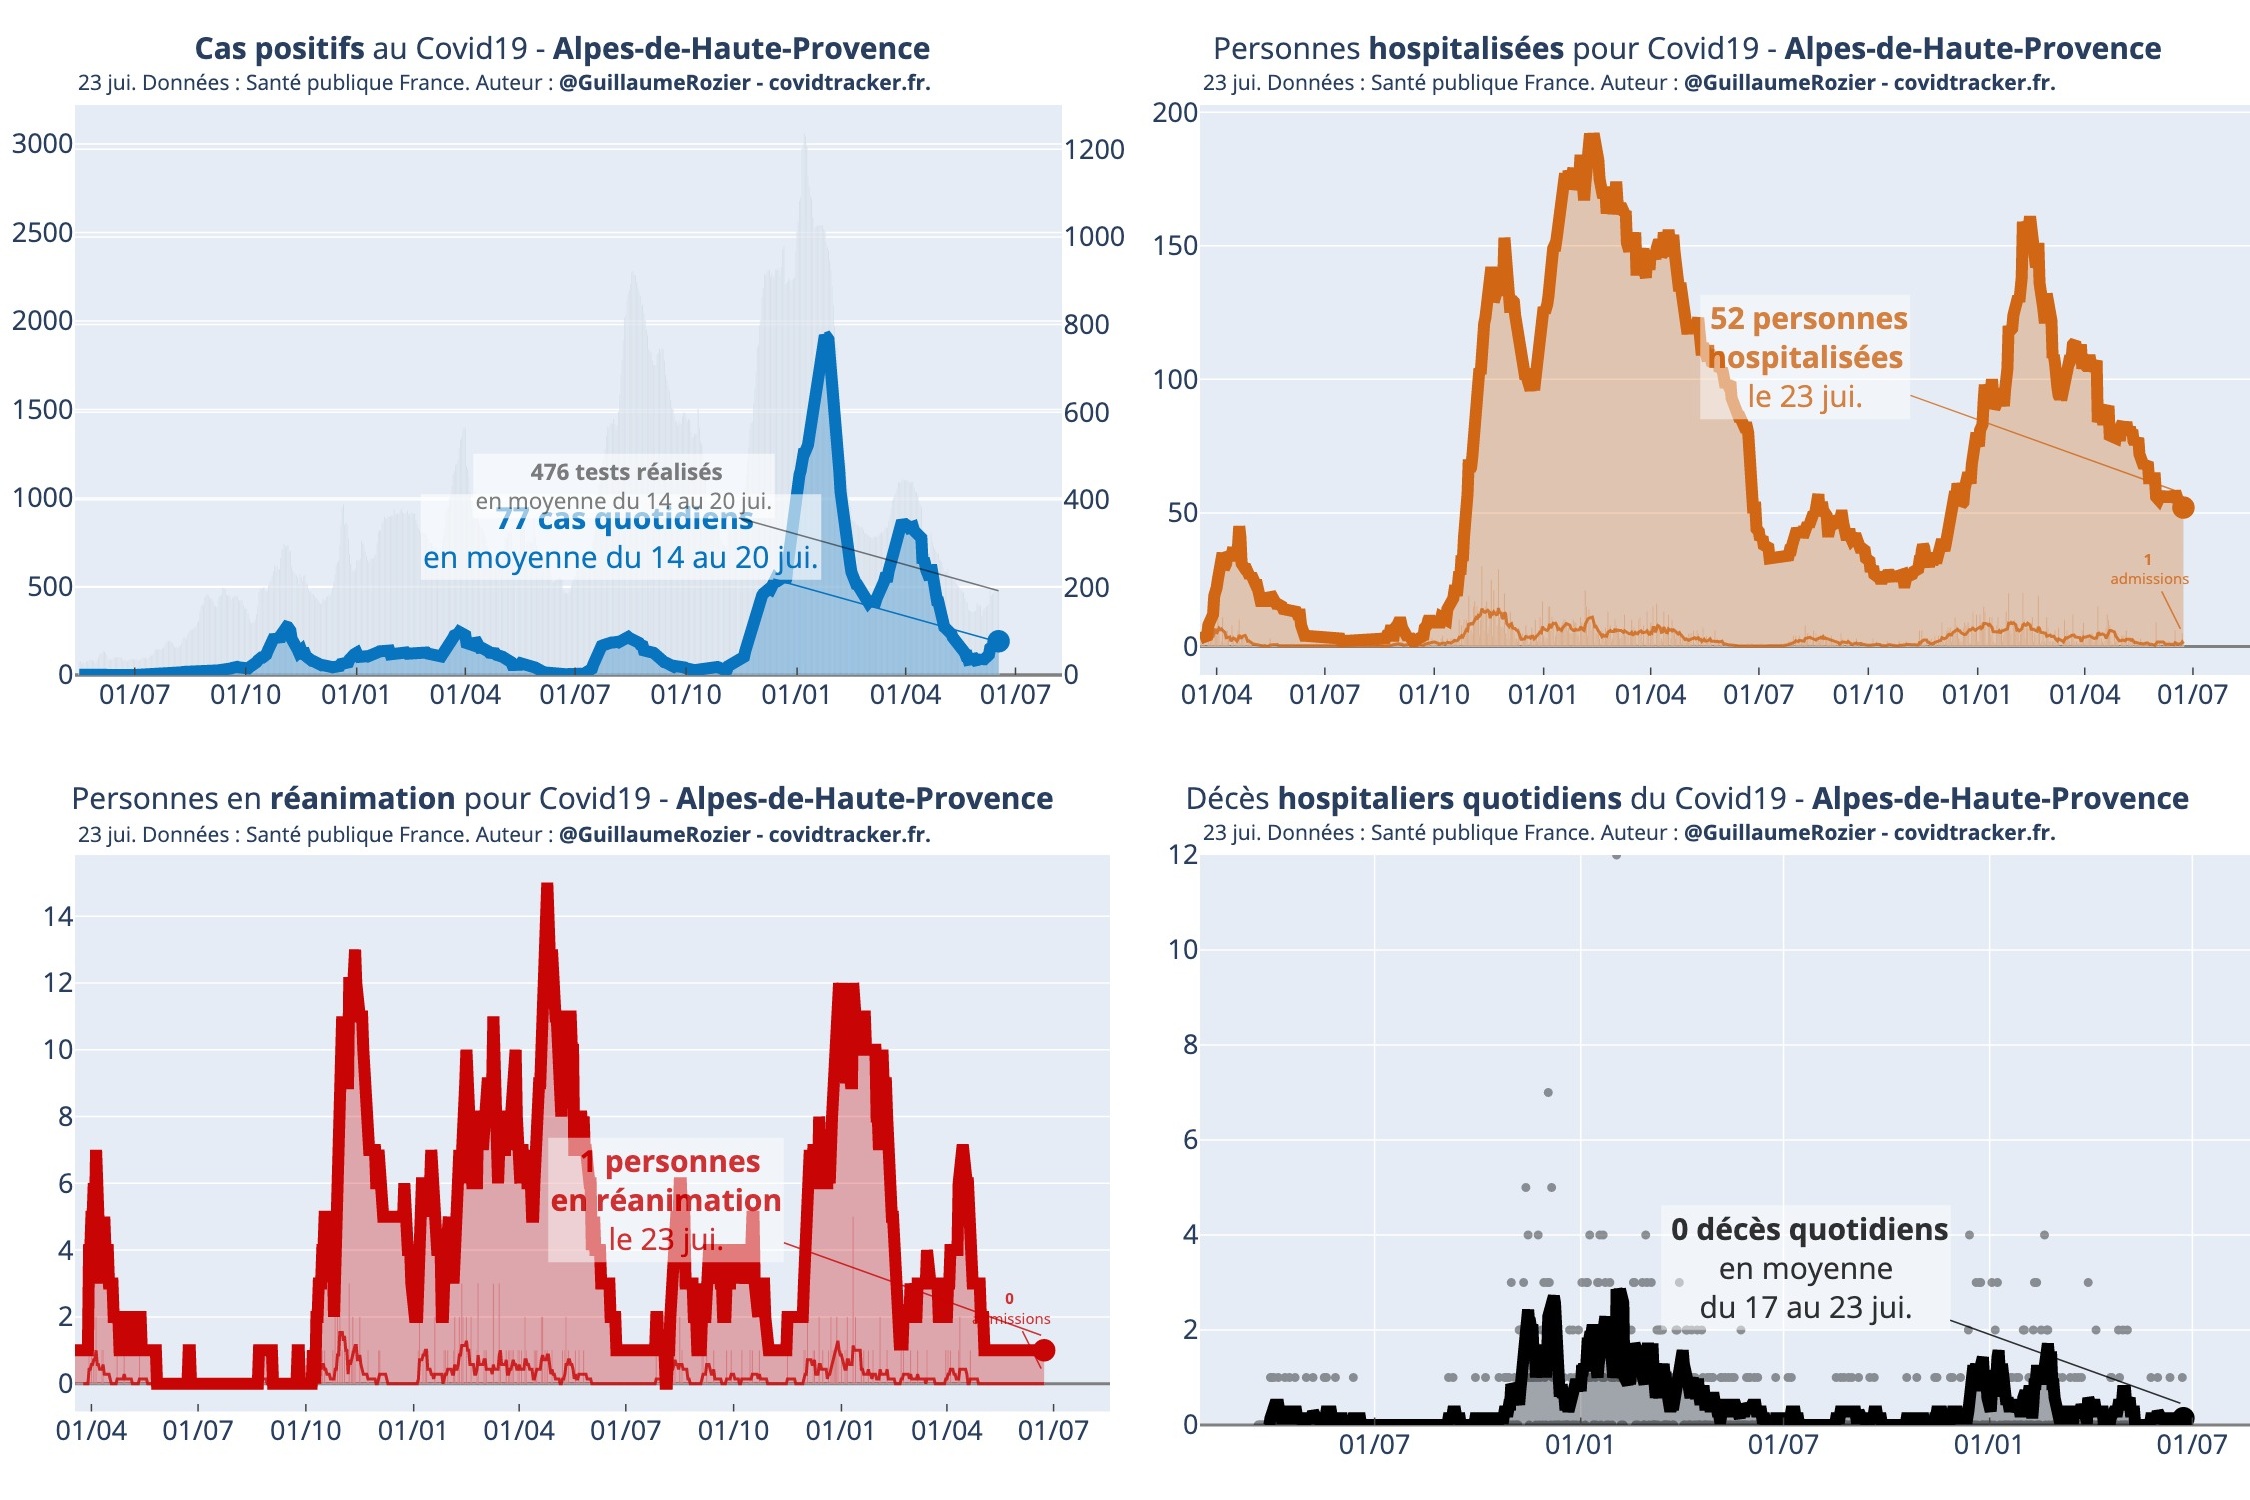 Cas positifs au Covid19 - Alpes-de-Haute-Provence
23 jui. Données : Santé publique France. Auteur : @GuillaumeRozier - covidtracker.fr.
3000
2500
2000
1500
1000
500
0
1200
1000
800
600
400
200
0
476 tests réalisés
en moyenne du 14 au 20 jui.
77 cas quotidiens
en moyenne du 14 au 20 jui.
01/07 01/10 01/01 01/04 01/07 01/10 01/01 01/04 01/07
Personnes hospitalisées pour Covid19 - Alpes-de-Haute-Provence
23 jui. Données : Santé publique France. Auteur : @GuillaumeRozier - covidtracker.fr.
200
150
100
50
0
52 personnes
hospitalisées
le 23 jui.
1
admissions
01/04 01/07 01/10 01/01 01/04 01/07 01/10 01/01 01/04 01/07
Personnes en réanimation pour Covid19 - Alpes-de-Haute-Provence
23 jui. Données : Santé publique France. Auteur : @GuillaumeRozier - covidtracker.fr.
14
12
10
8
6
4
2
0
1 personnes
en réanimation
le 23 jui.
0
admissions
01/04 01/07 01/10 01/01 01/04 01/07 01/10 01/01 01/04 01/07
Décès hospitaliers quotidiens du Covid19 - Alpes-de-Haute-Provence
23 jui. Données : Santé publique France. Auteur : @GuillaumeRozier - covidtracker.fr.
12
10
8
6
4
2
0
0 décès quotidiens
en moyenne
du 17 au 23 jui.
01/07 01/01 01/07 01/01 01/07